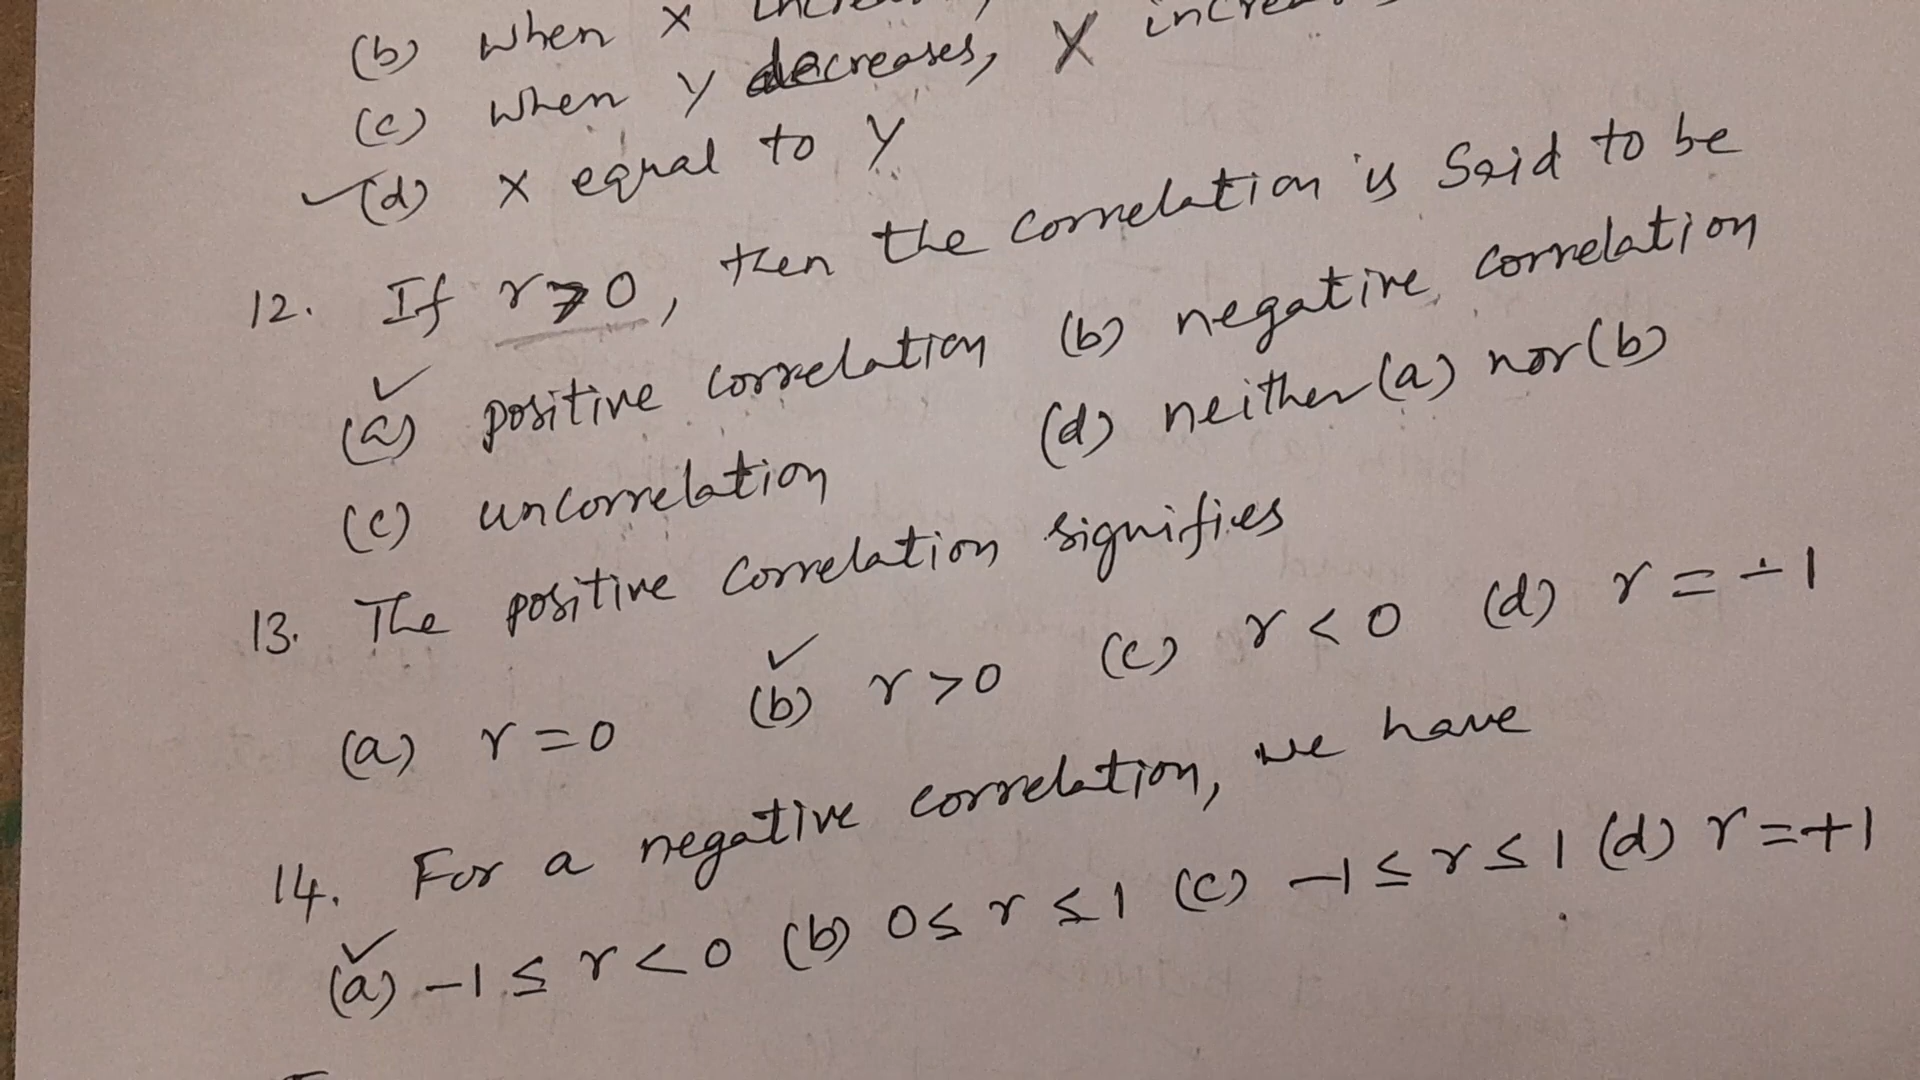 (b) when X
(c) when Y decreases, X
(d) X equal to Y
12. If r>0, then the correlation is said to be
(a) positive correlation (b) negative correlation
(c) uncorrelation (d) neither (a) nor (b)
13. The positive correlation signifies
(a) r=0 (b) r>0 (c) r<0 (d) r=-1
14. For a negative correlation, we have
(a) -1≤r<0 (b) 0≤r≤1 (c) -1≤r≤1 (d) r=+1